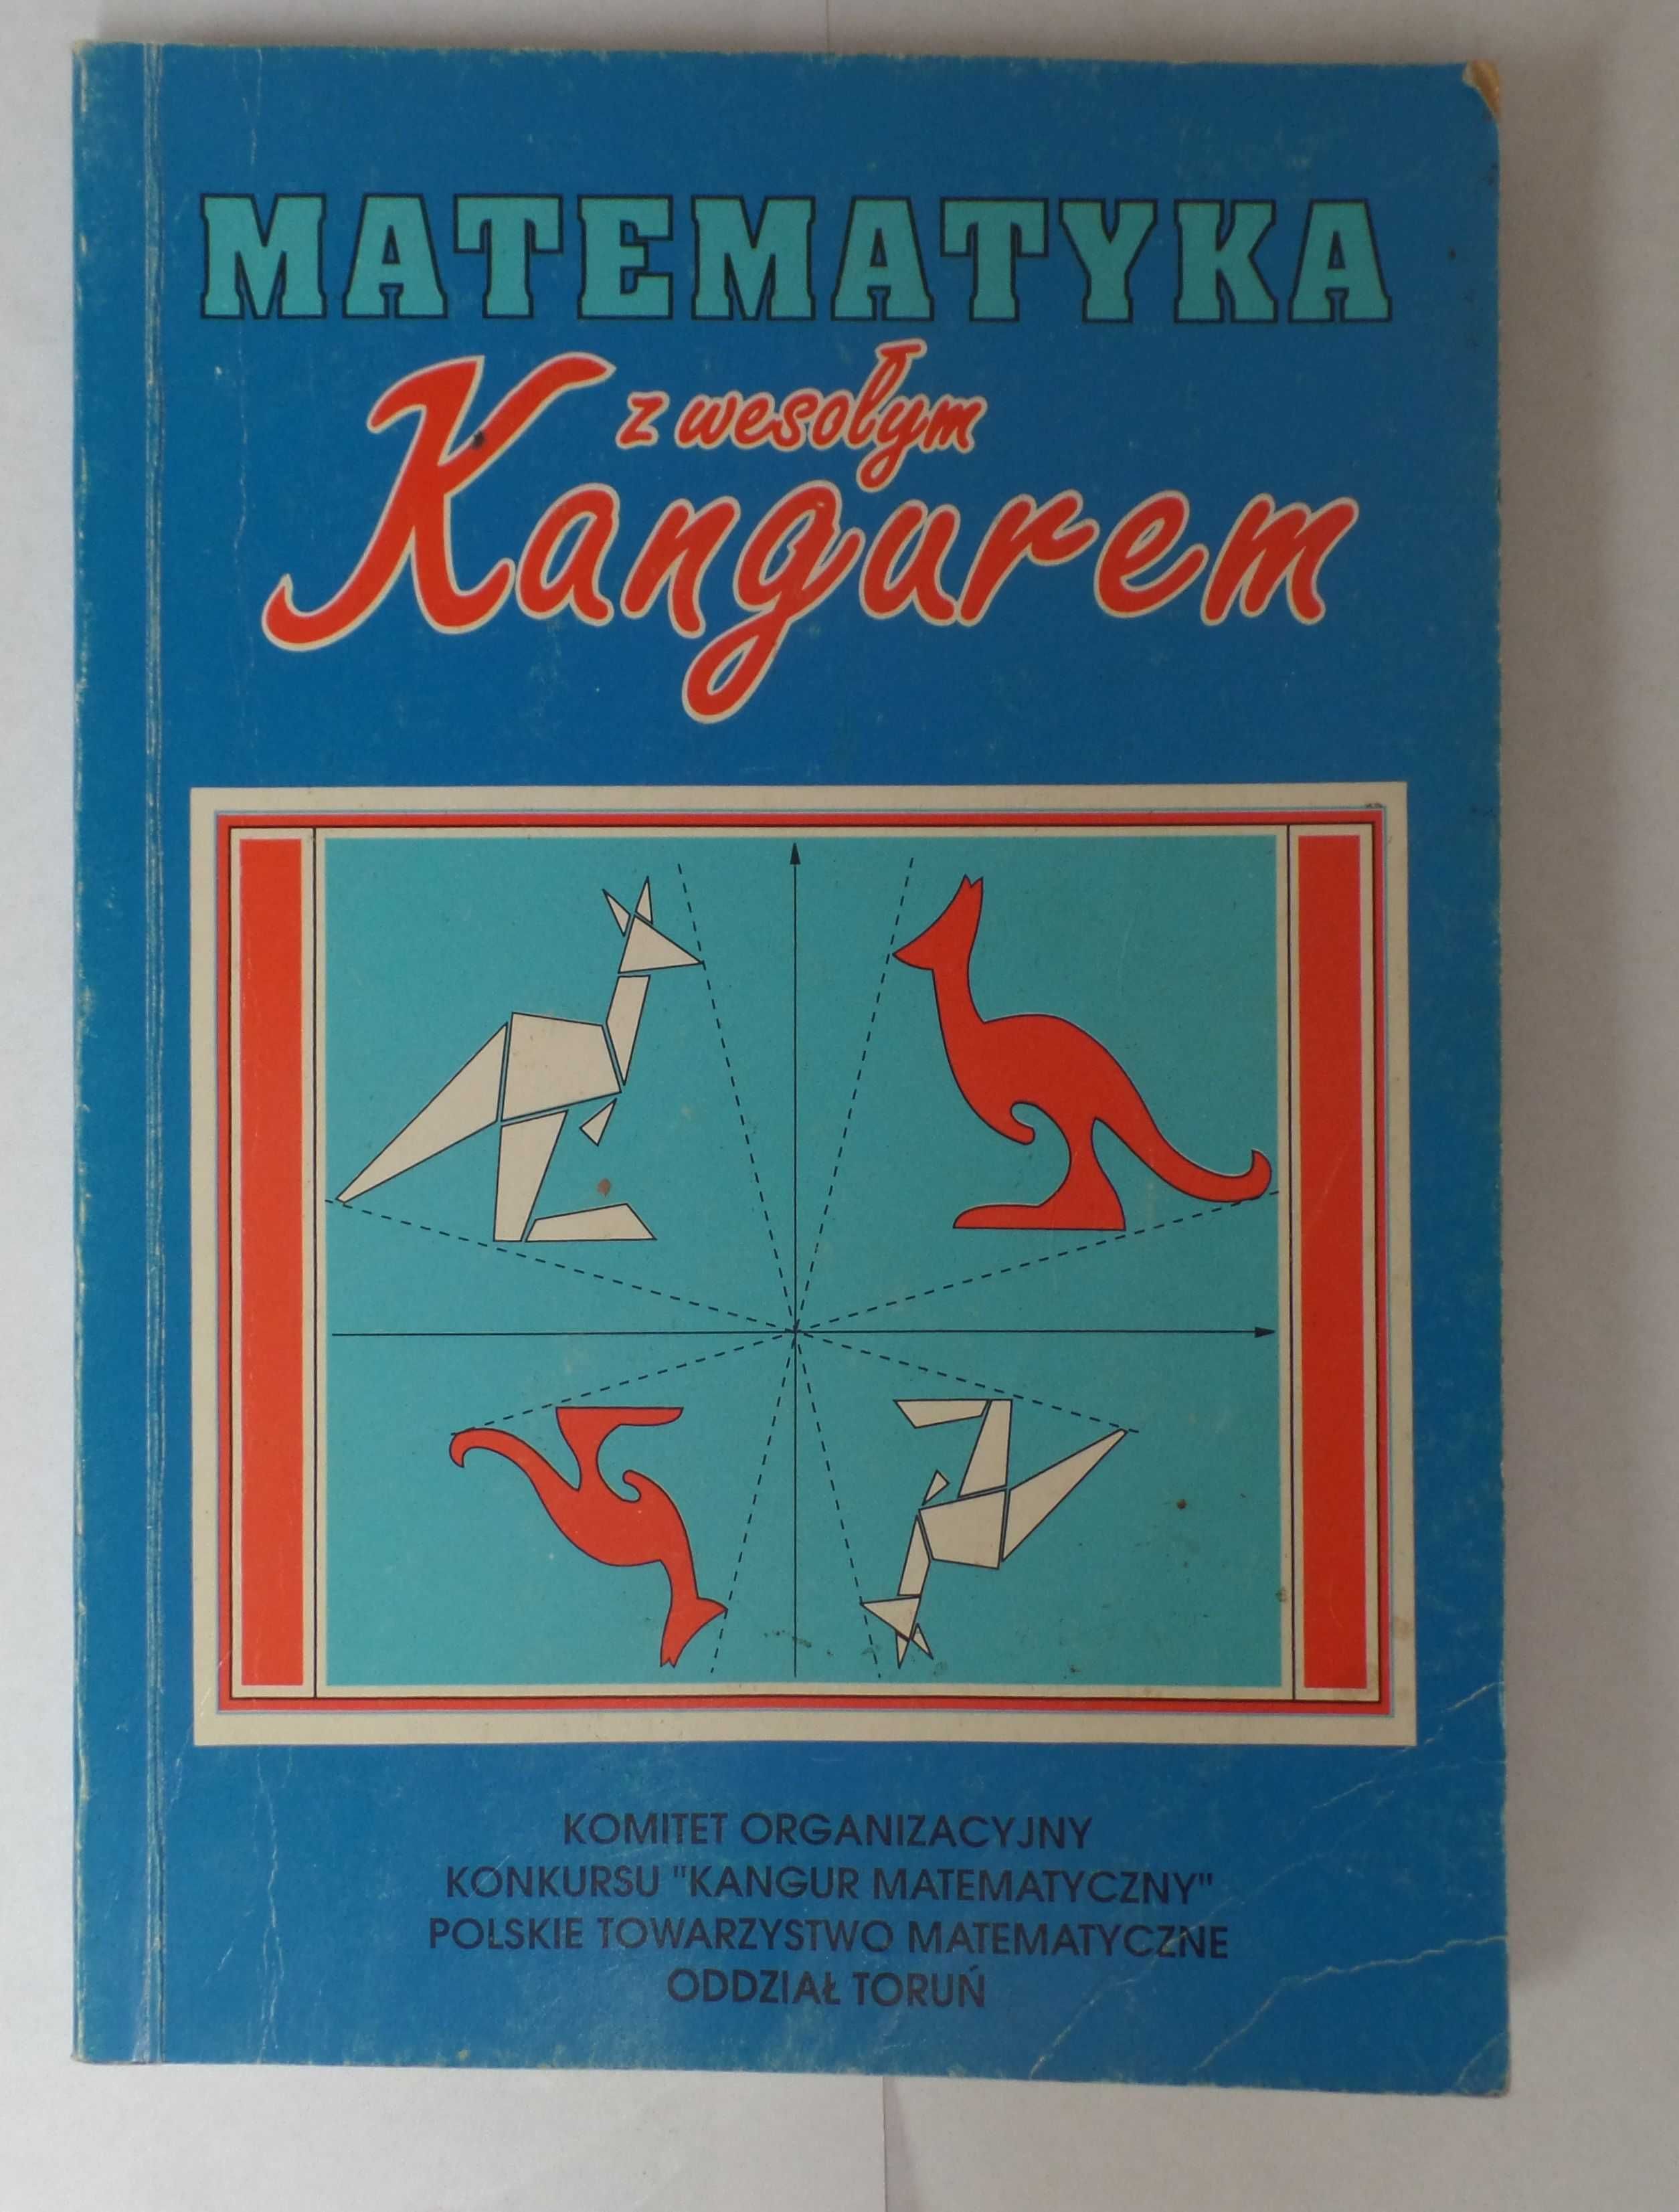 MATEMATYKA
z wesołym
Kangurem
KOMITET ORGANIZACYJNY
KONKURSU "KANGUR MATEMATYCZNY"
POLSKIE TOWARZYSTWO MATEMATYCZNE
ODDZIAŁ TORUŃ